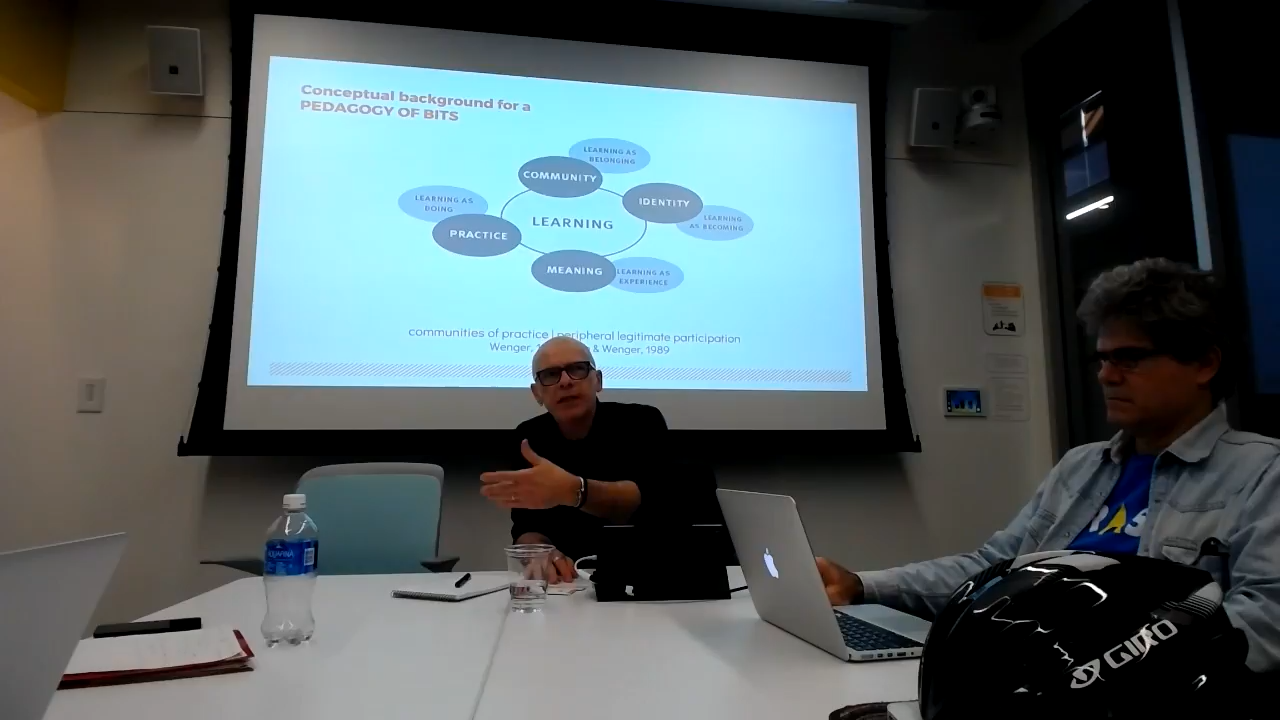 Conceptual background for a
PEDAGOGY OF BITS
LEARNING AS
BELONGING
COMMUNITY
LEARNING AS
DOING
IDENTITY
LEARNING
AS BECOMING
LEARNING
PRACTICE
MEANING
LEARNING AS
EXPERIENCE
communities of practice | peripheral legitimate participation
Wenger, & Wenger, 1989
GIRO